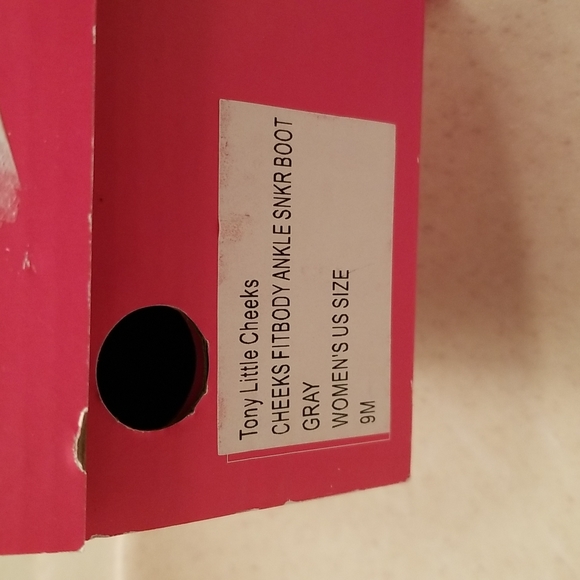 Tony Little Cheeks
CHEEKS FITBODY ANKLE SNKR BOOT
GRAY
WOMEN'S US SIZE
9M